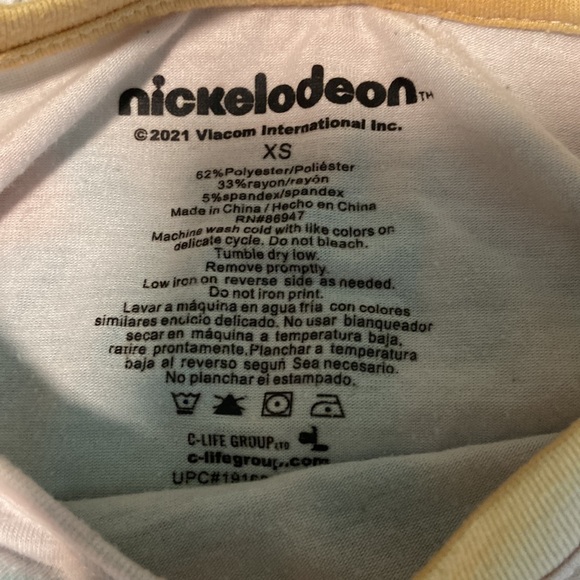 nickelodeon™
©2021 Viacom International Inc.
XS
62%Polyester/Poliéster
33%rayon/rayón
5%spandex/spandex
Made in China / Hecho en China
RN#86947
Machine wash cold with like colors on
delicate cycle. Do not bleach.
Tumble dry low.
Remove promptly.
Low iron on reverse side as needed.
Do not iron print.
Lavar a máquina en agua fría con colores
similares enciclo delicado. No usar blanqueador
secar en máquina a temperatura baja,
retire prontamente.Planchar a temperatura
baja al reverso según Sea necesario.
No planchar el estampado.
C-LIFE GROUP LTD
UPC#